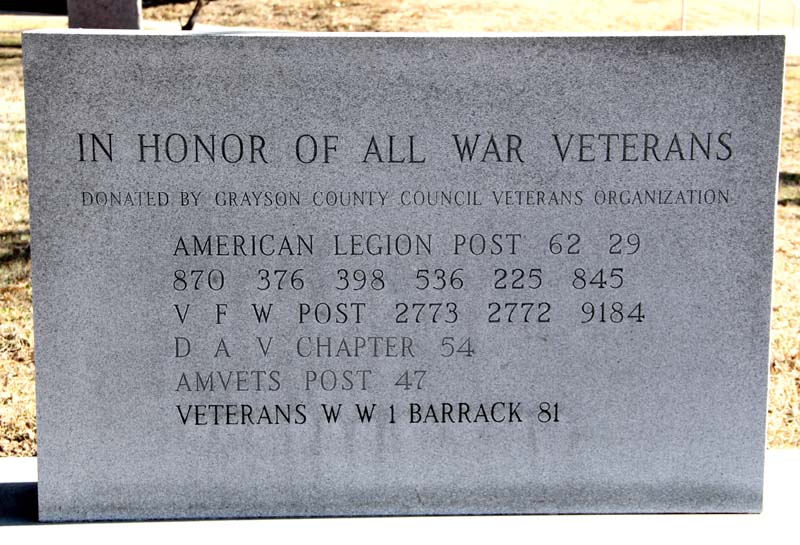 IN HONOR OF ALL WAR VETERANS
DONATED BY GRAYSON COUNTY COUNCIL VETERANS ORGANIZATION
AMERICAN LEGION POST 62 29
870 376 398 536 225 845
V F W POST 2773 2772 9184
D A V CHAPTER 54
AMVETS POST 47
VETERANS W W 1 BARRACK 81